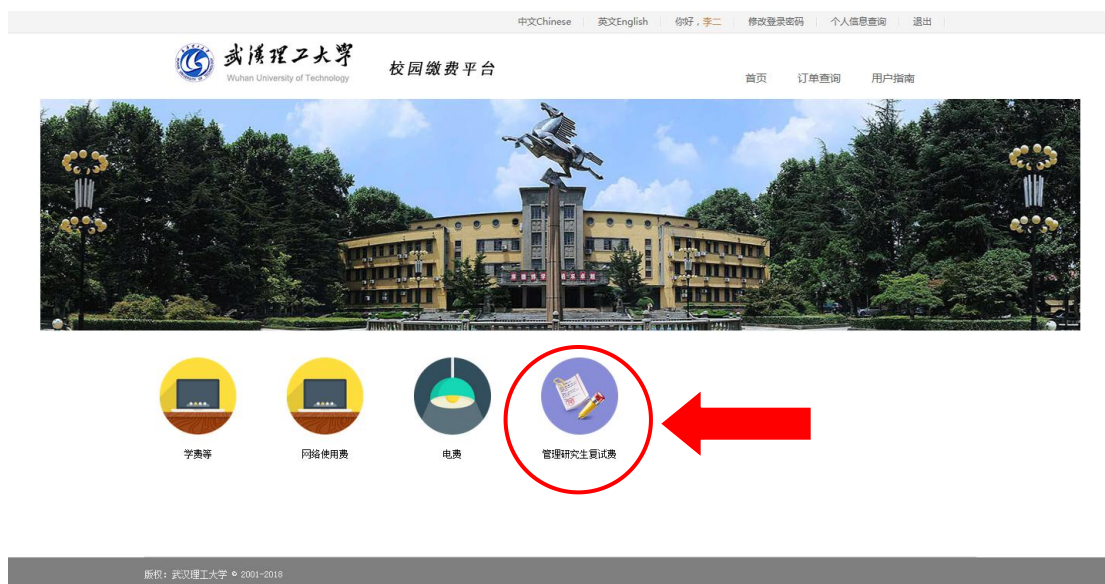 中文Chinese 英文English 你好，李二 修改登录密码 个人信息查询 退出
武汉理工大学 校园缴费平台
Wuhan University of Technology
首页 订单查询 用户指南
学费等 网络使用费 电费 管理研究生复试费
版权：武汉理工大学 © 2001-2018